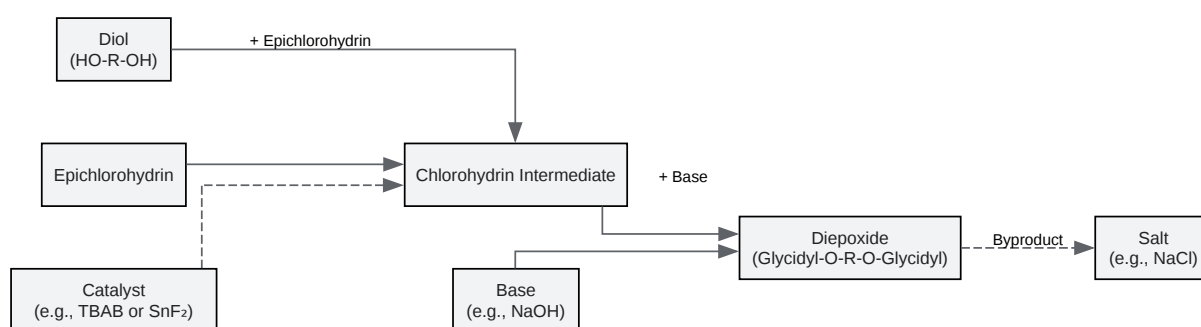 Diol
(HO-R-OH)
+ Epichlorohydrin
Epichlorohydrin
Chlorohydrin Intermediate
+ Base
Diepoxide
(Glycidyl-O-R-O-Glycidyl)
Byproduct
Salt
(e.g., NaCl)
Catalyst
(e.g., TBAB or SnF₂)
Base
(e.g., NaOH)